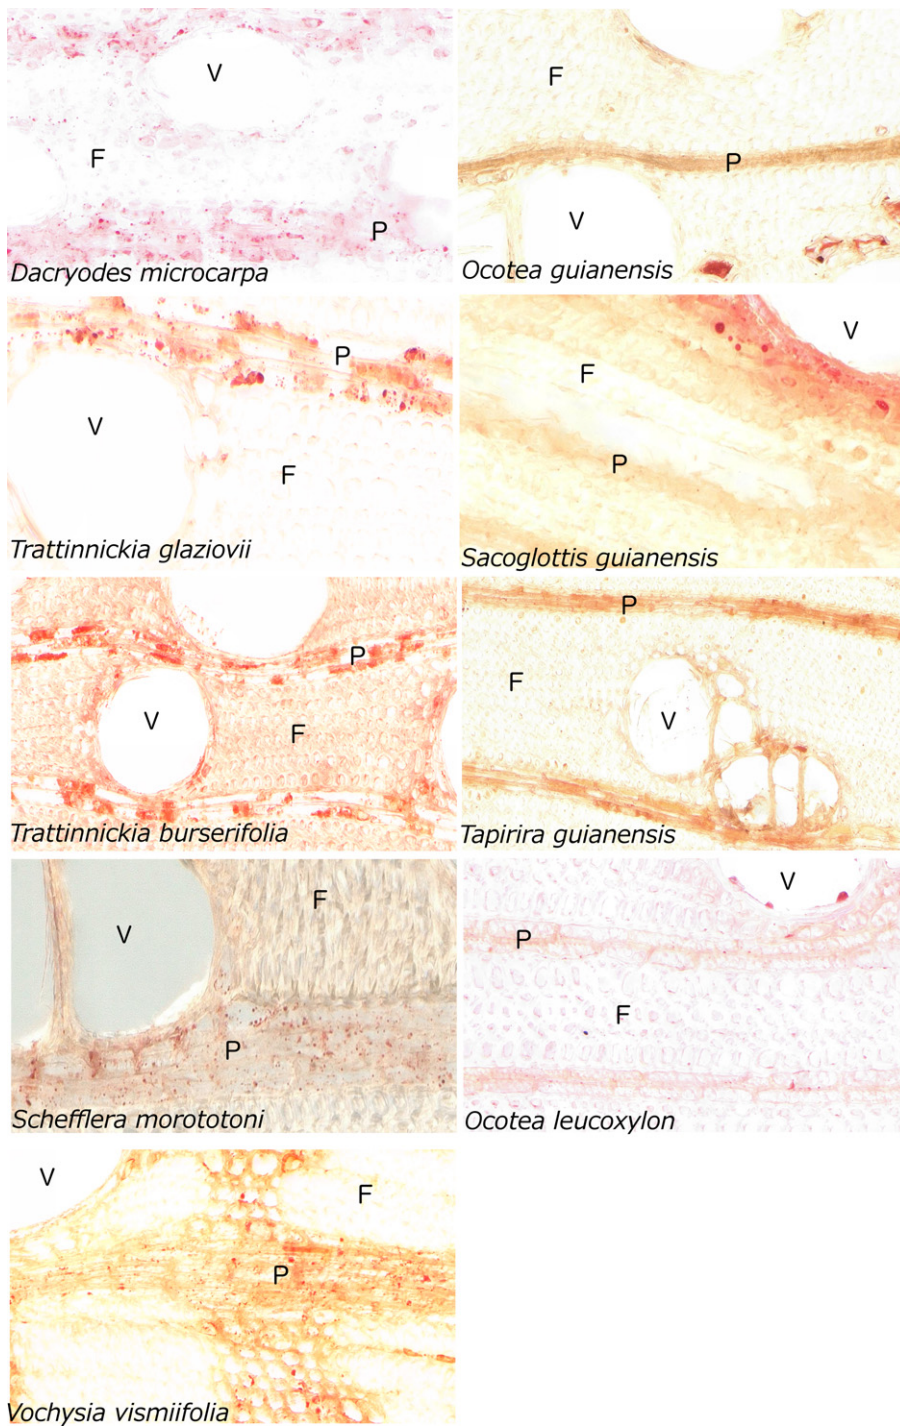 V
F
P
Dacryodes microcarpa
F
P
V
Ocotea guianensis
P
V
F
Trattinnickia glaziovii
V
F
P
Sacoglottis guianensis
P
V
F
Trattinnickia burserifolia
P
F
V
Tapirira guianensis
F
V
P
Schefflera morototoni
V
P
F
Ocotea leucoxylon
V
F
P
Vochysia vismiifolia